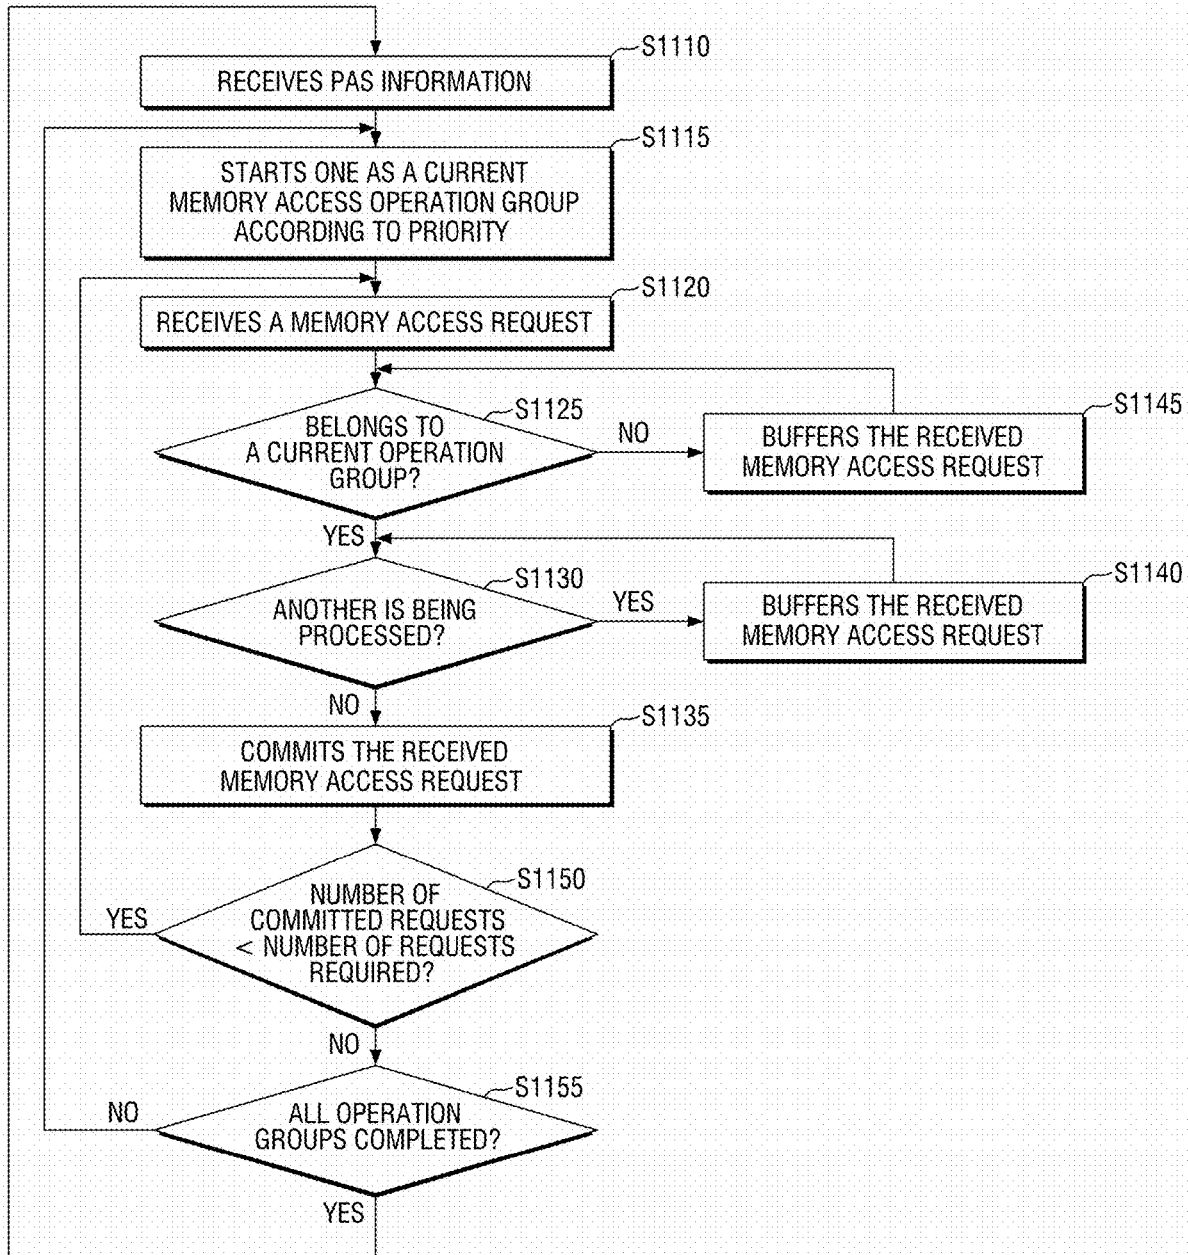 S1110
RECEIVES PAS INFORMATION
S1115
STARTS ONE AS A CURRENT
MEMORY ACCESS OPERATION GROUP
ACCORDING TO PRIORITY
S1120
RECEIVES A MEMORY ACCESS REQUEST
S1125
BELONGS TO
A CURRENT OPERATION
GROUP?
NO
S1145
BUFFERS THE RECEIVED
MEMORY ACCESS REQUEST
YES
S1130
ANOTHER IS BEING
PROCESSED?
YES
S1140
BUFFERS THE RECEIVED
MEMORY ACCESS REQUEST
NO
S1135
COMMITS THE RECEIVED
MEMORY ACCESS REQUEST
S1150
NUMBER OF
COMMITTED REQUESTS
< NUMBER OF REQUESTS
REQUIRED?
YES
NO
S1155
ALL OPERATION
GROUPS COMPLETED?
NO
YES